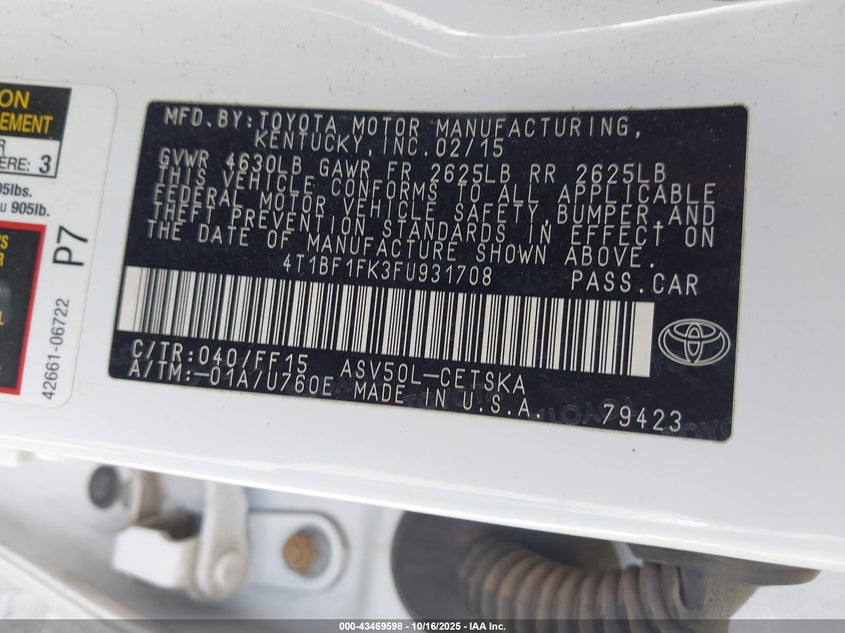 ON
EMENT
R
ERE: 3
05lbs.
u 905lb.
'S
R
L
P7
42661-06722
MFD.BY:TOYOTA MOTOR MANUFACTURING,
KENTUCKY, INC. 02/15
GVWR 4630LB GAWR FR 2625LB RR 2625LB
THIS VEHICLE CONFORMS TO ALL APPLICABLE
FEDERAL MOTOR VEHICLE SAFETY,BUMPER,AND
THEFT PREVENTION STANDARDS IN EFFECT ON
THE DATE OF MANUFACTURE SHOWN ABOVE.
4T1BF1FK3FU931708 PASS.CAR
C/TR:040/FF15 ASV50L-CETSKA
A/TM:-01A/U760E MADE IN U.S.A. 79423
000-43469598 - 10/16/2025 - IAA Inc.